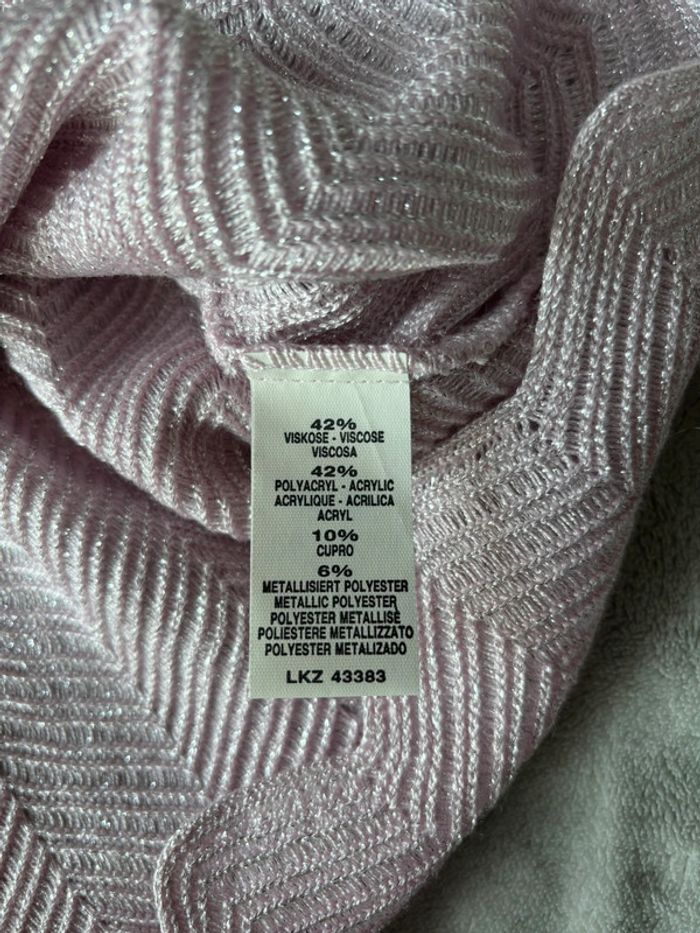 42%
VISKOSE - VISCOSE
VISCOSA
42%
POLYACRYL - ACRYLIC
ACRYLIQUE - ACRILICA
ACRYL
10%
CUPRO
6%
METALLISIERT POLYESTER
METALLIC POLYESTER
POLYESTER METALLISÉ
POLIESTERE METALLIZZATO
POLYESTER METALIZADO
LKZ 43383